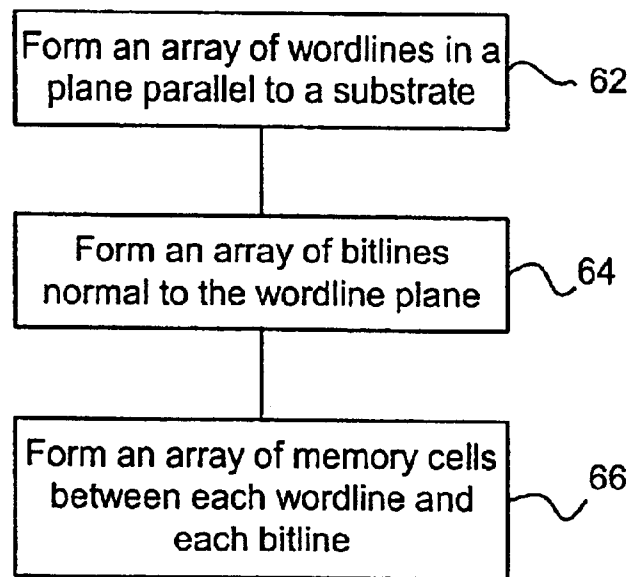 Form an array of wordlines in a
plane parallel to a substrate
62
Form an array of bitlines
normal to the wordline plane
64
Form an array of memory cells
between each wordline and
each bitline
66